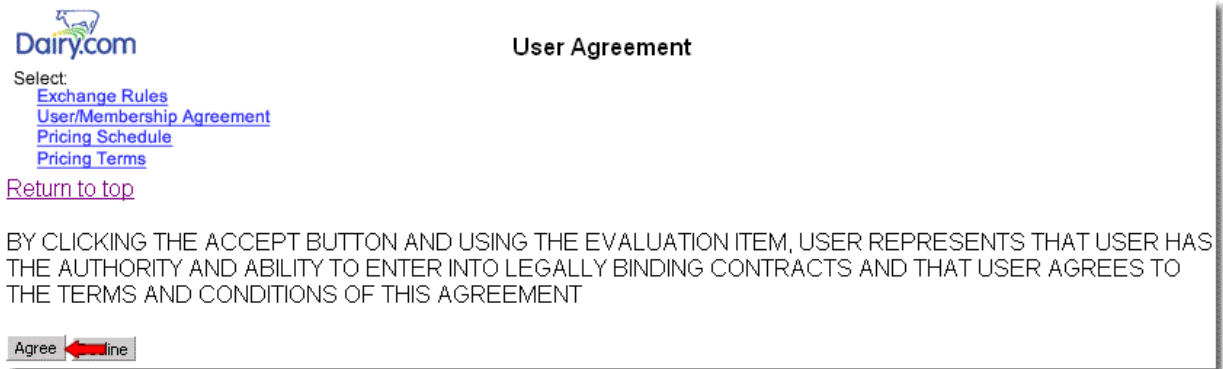 Dairy.com
User Agreement
Select:
Exchange Rules
User/Membership Agreement
Pricing Schedule
Pricing Terms
Return to top
BY CLICKING THE ACCEPT BUTTON AND USING THE EVALUATION ITEM, USER REPRESENTS THAT USER HAS
THE AUTHORITY AND ABILITY TO ENTER INTO LEGALLY BINDING CONTRACTS AND THAT USER AGREES TO
THE TERMS AND CONDITIONS OF THIS AGREEMENT
Agree